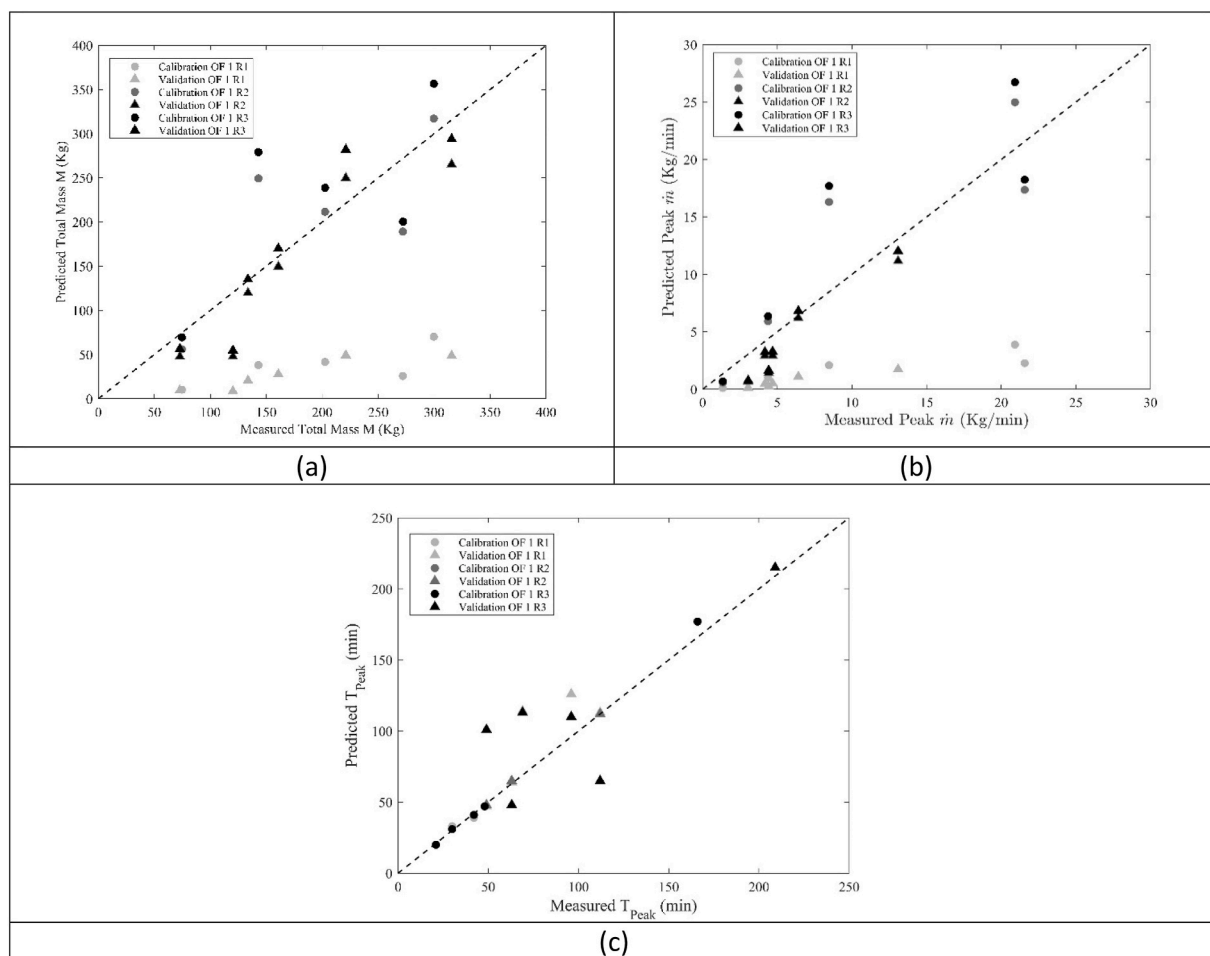 400
350
300
250
200
150
100
50
0
Predicted Total Mass M (Kg)
Calibration OF 1 R1
Validation OF 1 R1
Calibration OF 1 R2
Validation OF 1 R2
Calibration OF 1 R3
Validation OF 1 R3
0 50 100 150 200 250 300 350 400
Measured Total Mass M (Kg)
(a)
30
25
20
15
10
5
0
Predicted Peak ṁ (Kg/min)
Calibration OF 1 R1
Validation OF 1 R1
Calibration OF 1 R2
Validation OF 1 R2
Calibration OF 1 R3
Validation OF 1 R3
0 5 10 15 20 25 30
Measured Peak ṁ (Kg/min)
(b)
250
200
150
100
50
0
Predicted T_Peak (min)
Calibration OF 1 R1
Validation OF 1 R1
Calibration OF 1 R2
Validation OF 1 R2
Calibration OF 1 R3
Validation OF 1 R3
0 50 100 150 200 250
Measured T_Peak (min)
(c)